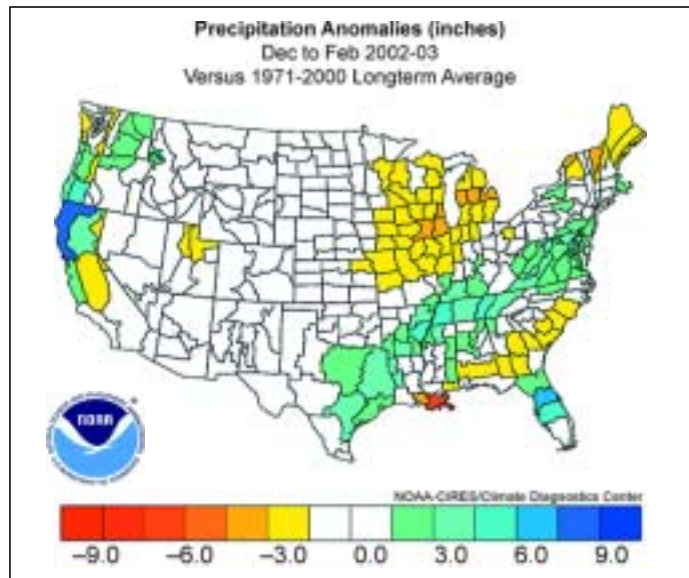 Precipitation Anomalies (inches)
Dec to Feb 2002-03
Versus 1971-2000 Longterm Average
NOAA
NOAA-CIRES/Climate Diagnostics Center
−9.0 −6.0 −3.0 0.0 3.0 6.0 9.0